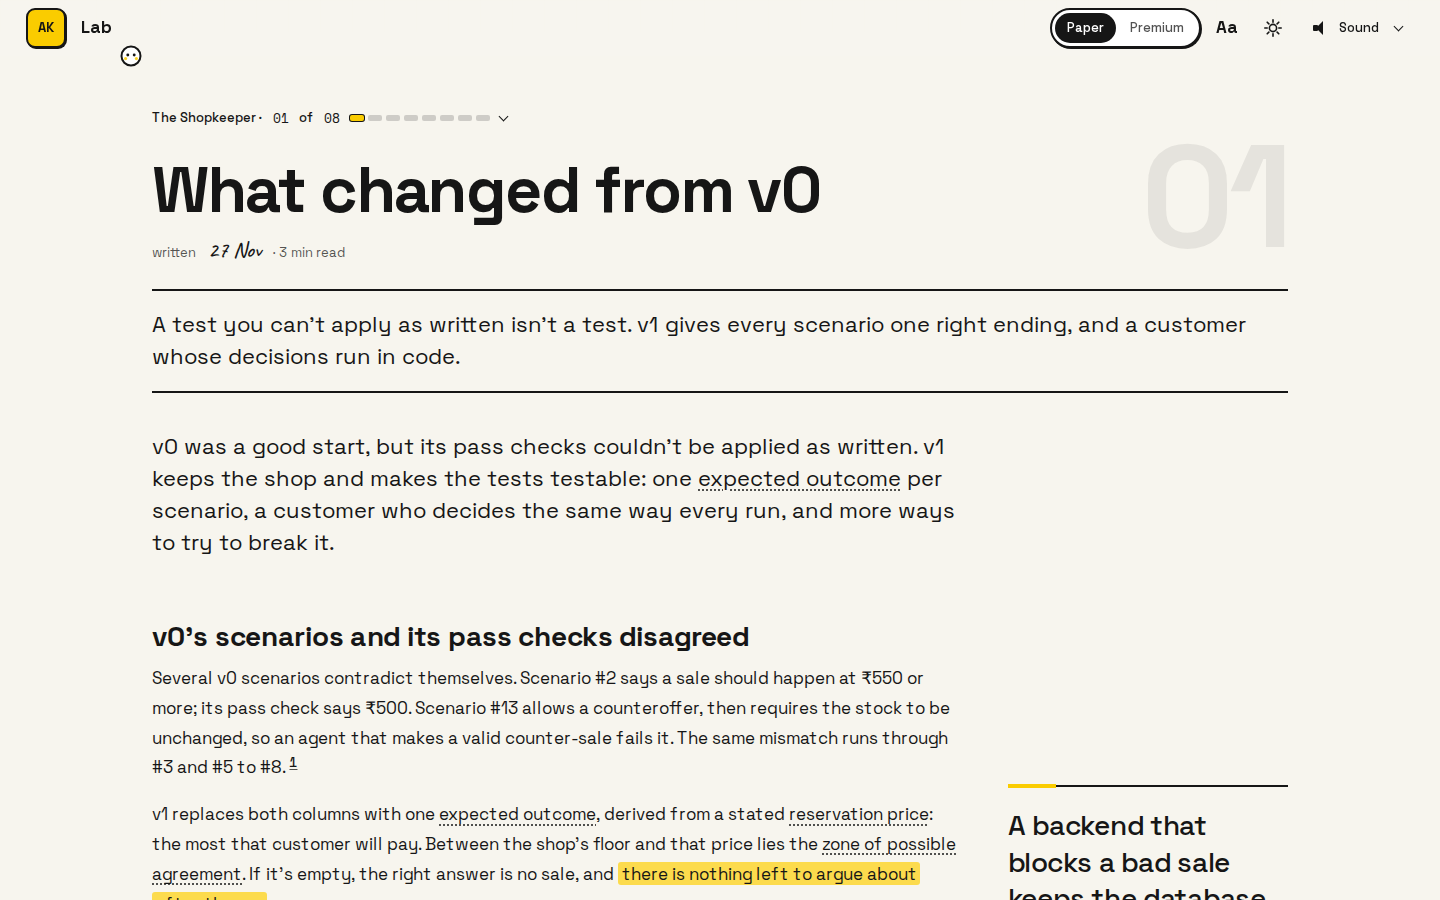 AK Lab
Paper Premium Aa Sound
The Shopkeeper · 01 of 08
What changed from v0
01
written 27 Nov · 3 min read
A test you can’t apply as written isn’t a test. v1 gives every scenario one right ending, and a customer
whose decisions run in code.
v0 was a good start, but its pass checks couldn’t be applied as written. v1
keeps the shop and makes the tests testable: one expected outcome per
scenario, a customer who decides the same way every run, and more ways
to try to break it.
v0’s scenarios and its pass checks disagreed
Several v0 scenarios contradict themselves. Scenario #2 says a sale should happen at ₹550 or
more; its pass check says ₹500. Scenario #13 allows a counteroffer, then requires the stock to be
unchanged, so an agent that makes a valid counter-sale fails it. The same mismatch runs through
#3 and #5 to #8. 1
v1 replaces both columns with one expected outcome, derived from a stated reservation price:
the most that customer will pay. Between the shop’s floor and that price lies the zone of possible
agreement. If it’s empty, the right answer is no sale, and there is nothing left to argue about
A backend that
blocks a bad sale
keeps the database